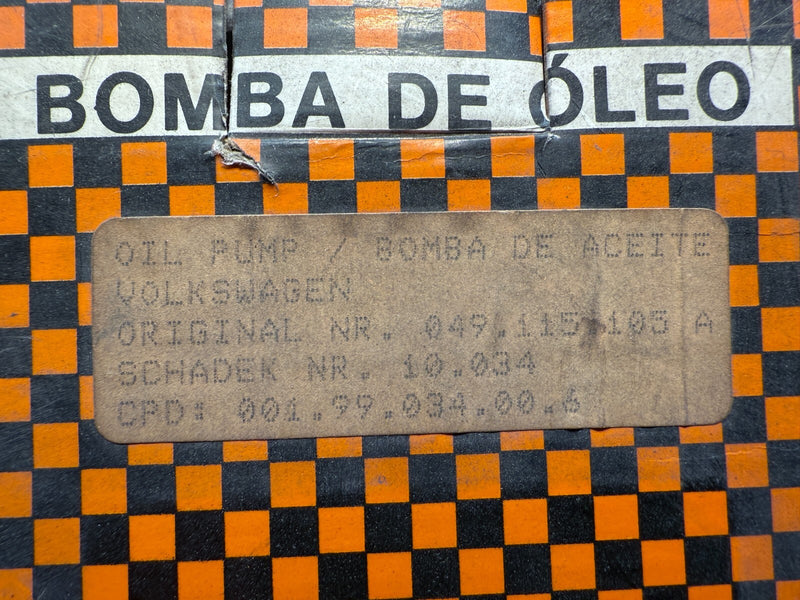 BOMBA DE ÓLEO
OIL PUMP / BOMBA DE ACEITE
VOLKSWAGEN
ORIGINAL NR. 049.115.105 A
SCHADEK NR. 10.034
CPD: 001.99.034.00.6